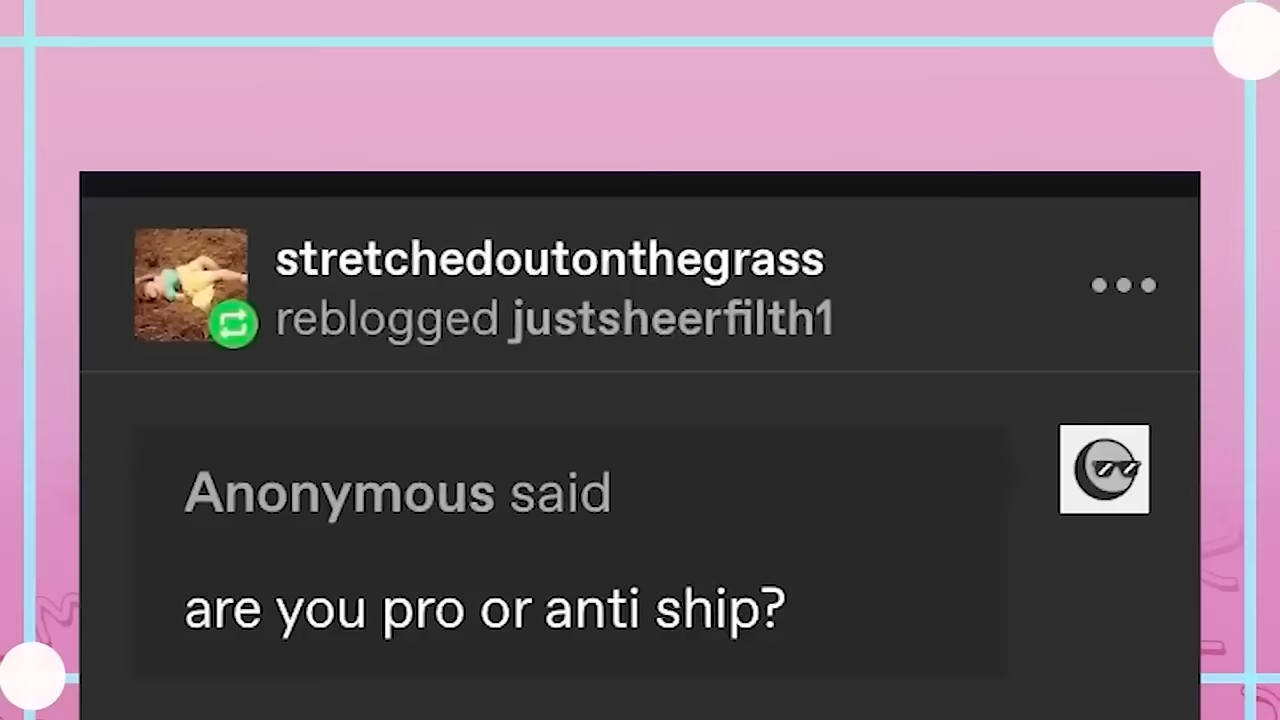 stretchedoutonthegrass
reblogged justsheerfilth1
Anonymous said
are you pro or anti ship?